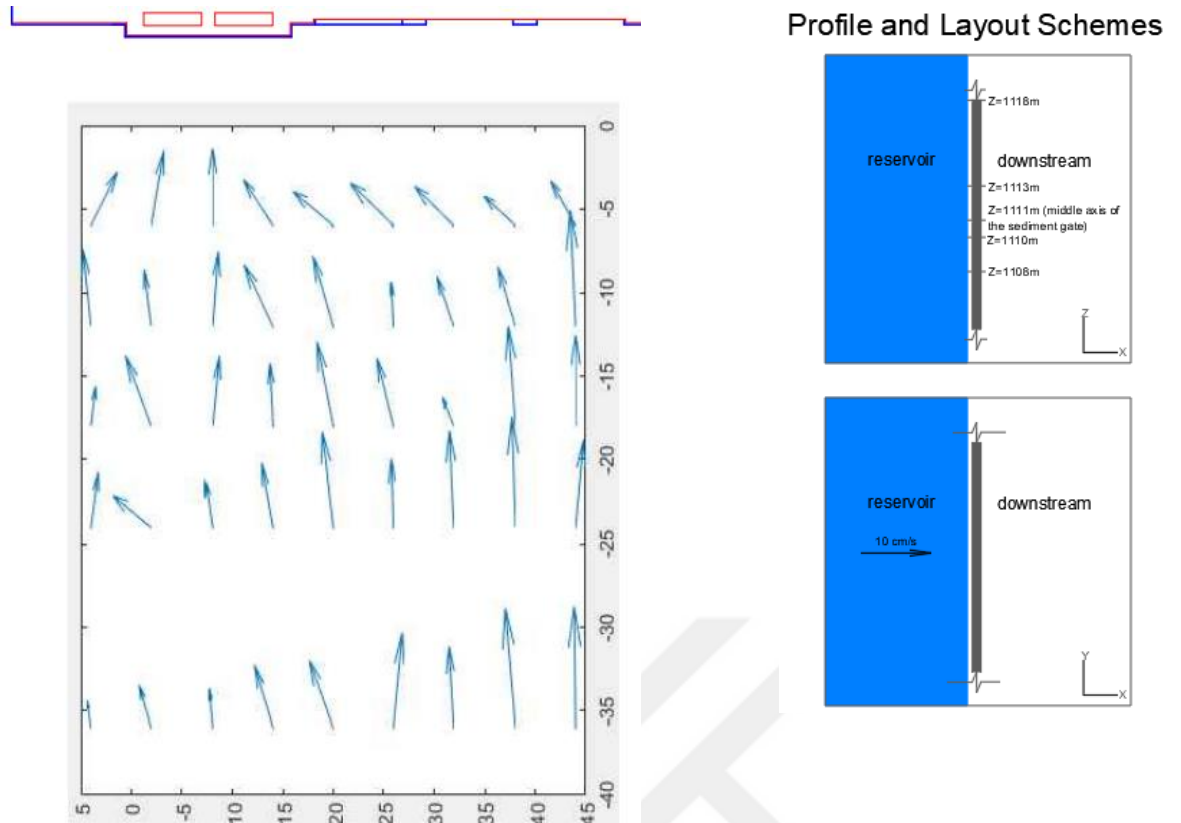 Profile and Layout Schemes
Z=1118m
reservoir
downstream
Z=1113m
Z=1111m (middle axis of
the sediment gate)
Z=1110m
Z=1108m
Z
X
reservoir
downstream
10 cm/s
Y
X
0
-5
-10
-15
-20
-25
-30
-35
-40
5
0
-5
10
15
20
25
30
35
40
45